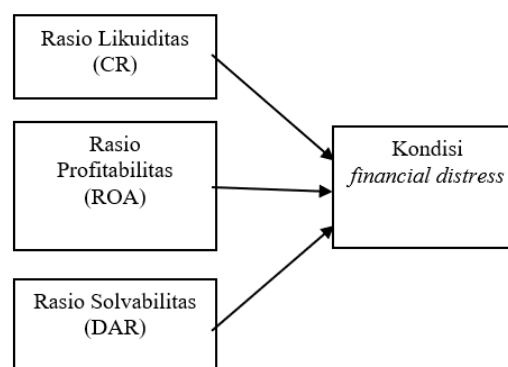 Rasio Likuiditas
(CR)
Rasio
Profitabilitas
(ROA)
Rasio Solvabilitas
(DAR)
Kondisi
financial distress